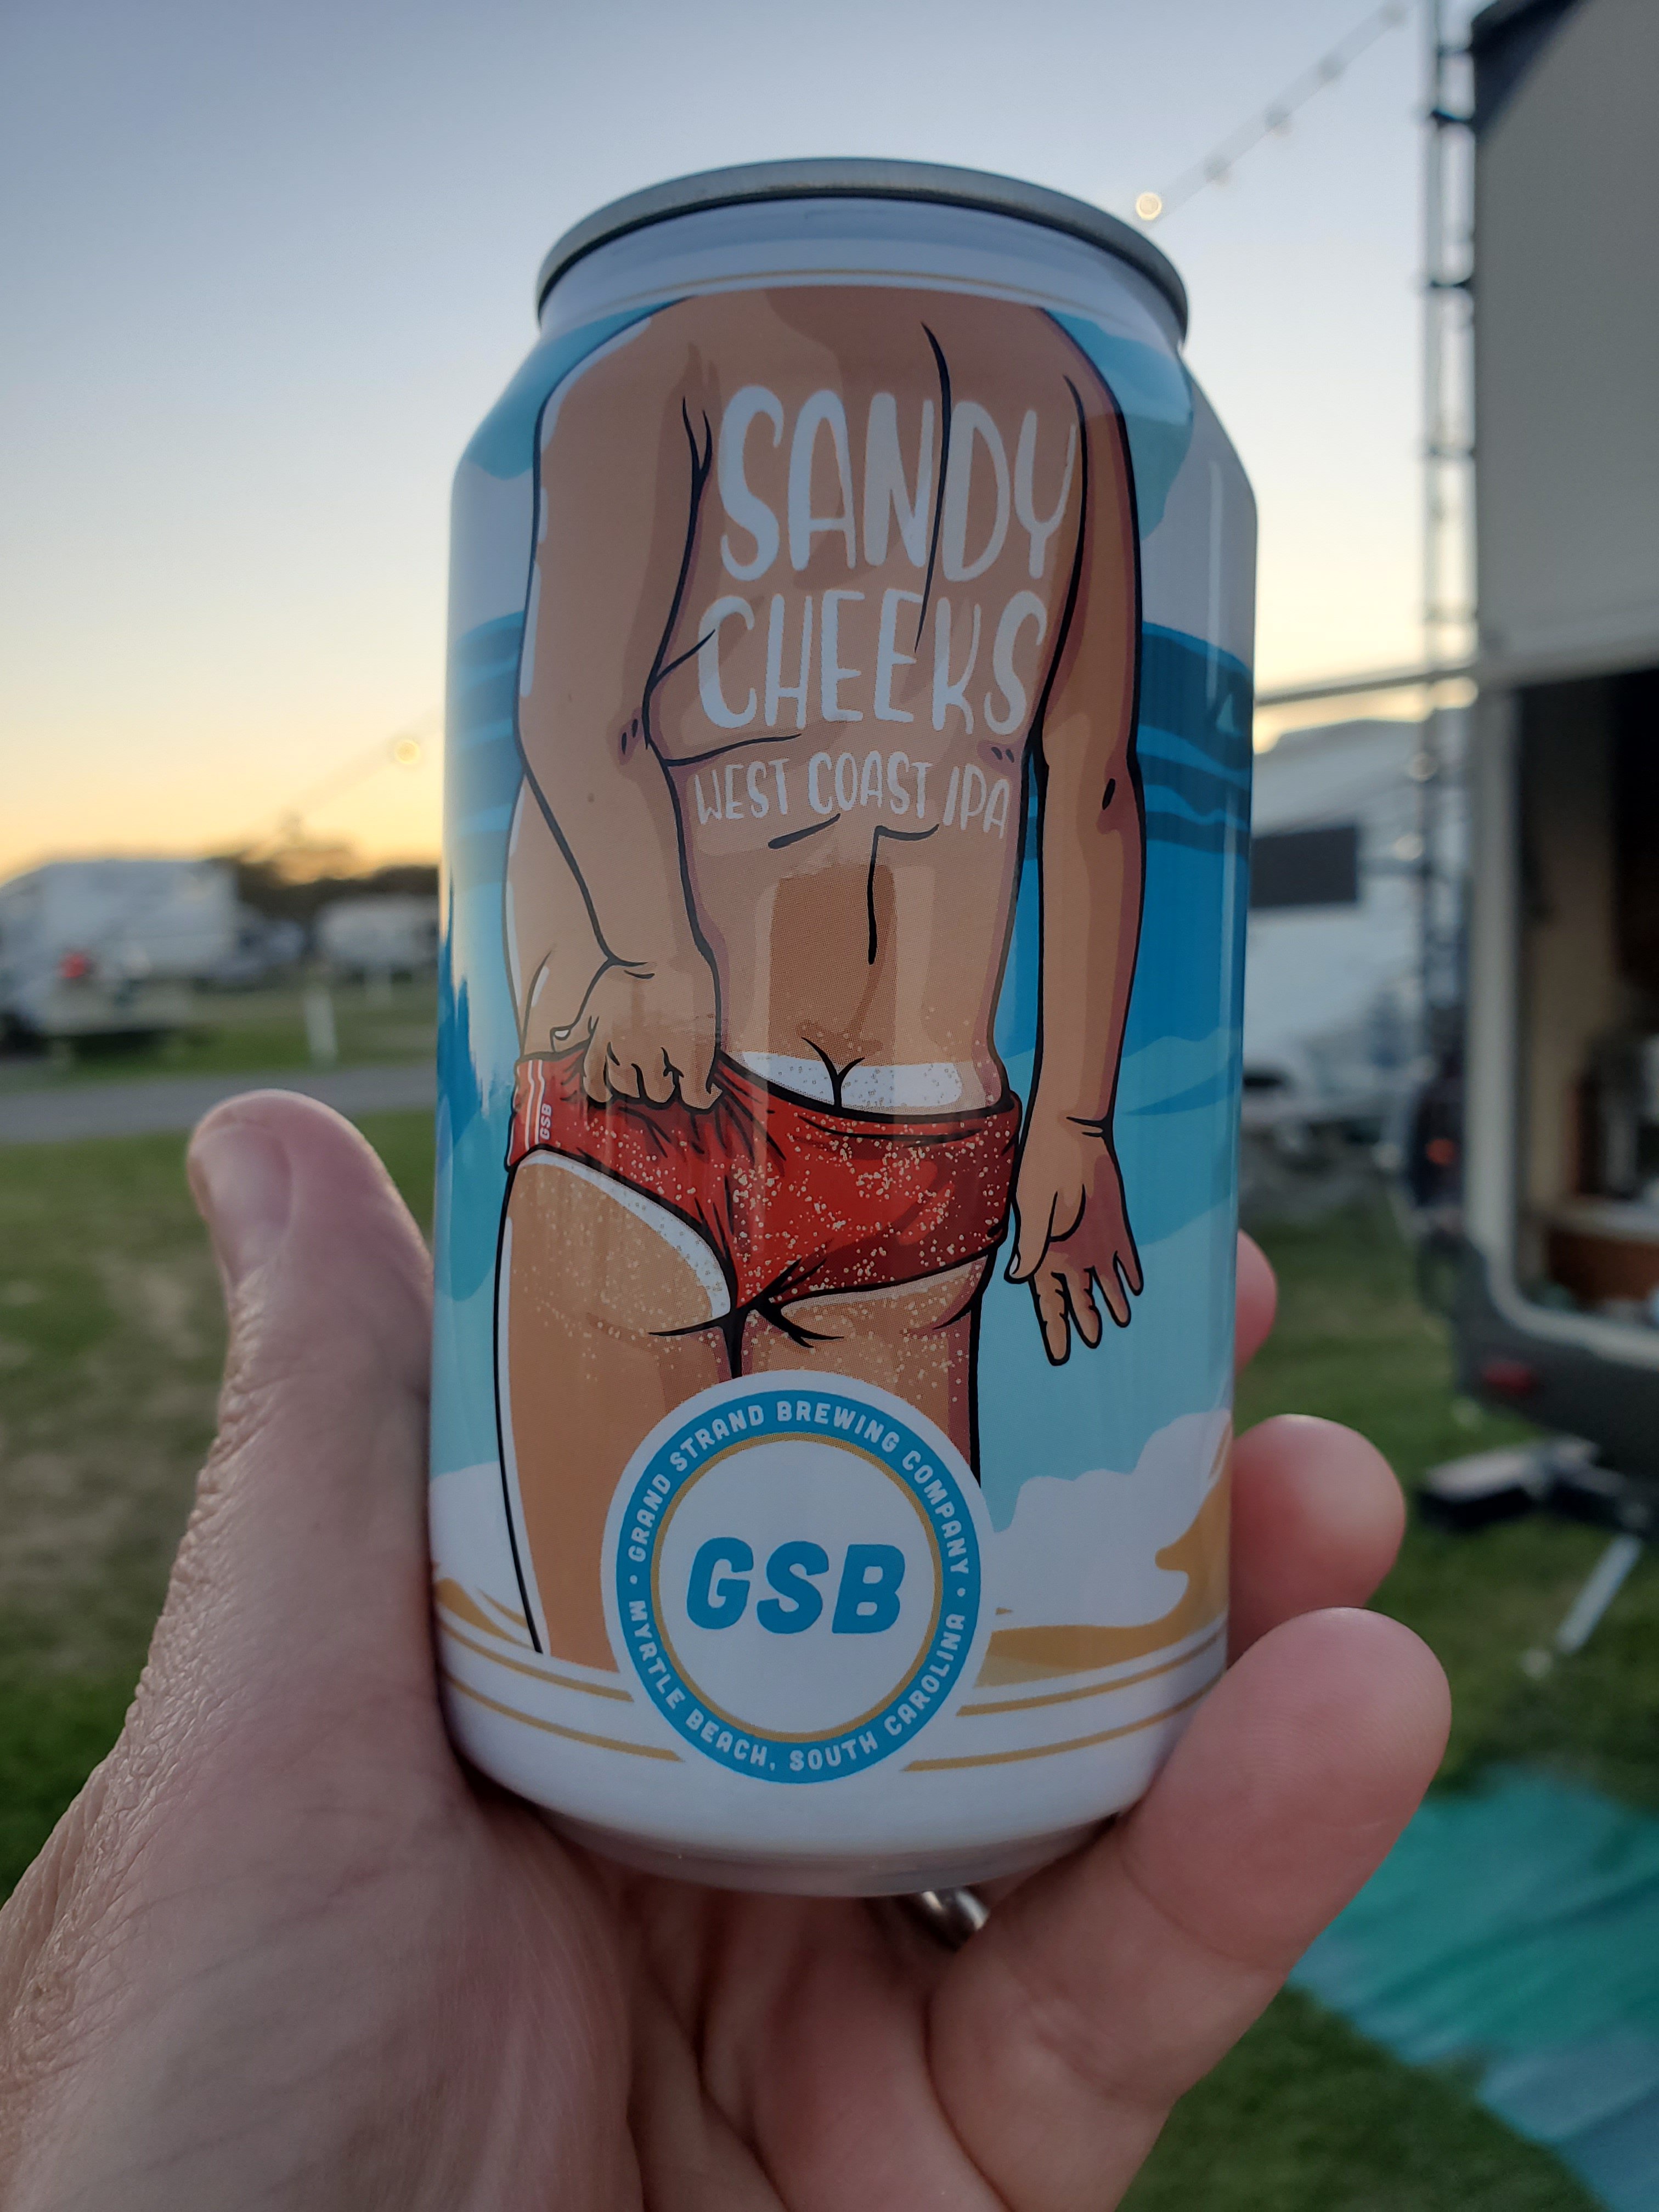 SANDY
CHEEKS
WEST COAST IPA
GSB
GRAND STRAND BREWING COMPANY
GSB
• MYRTLE BEACH, SOUTH CAROLINA •